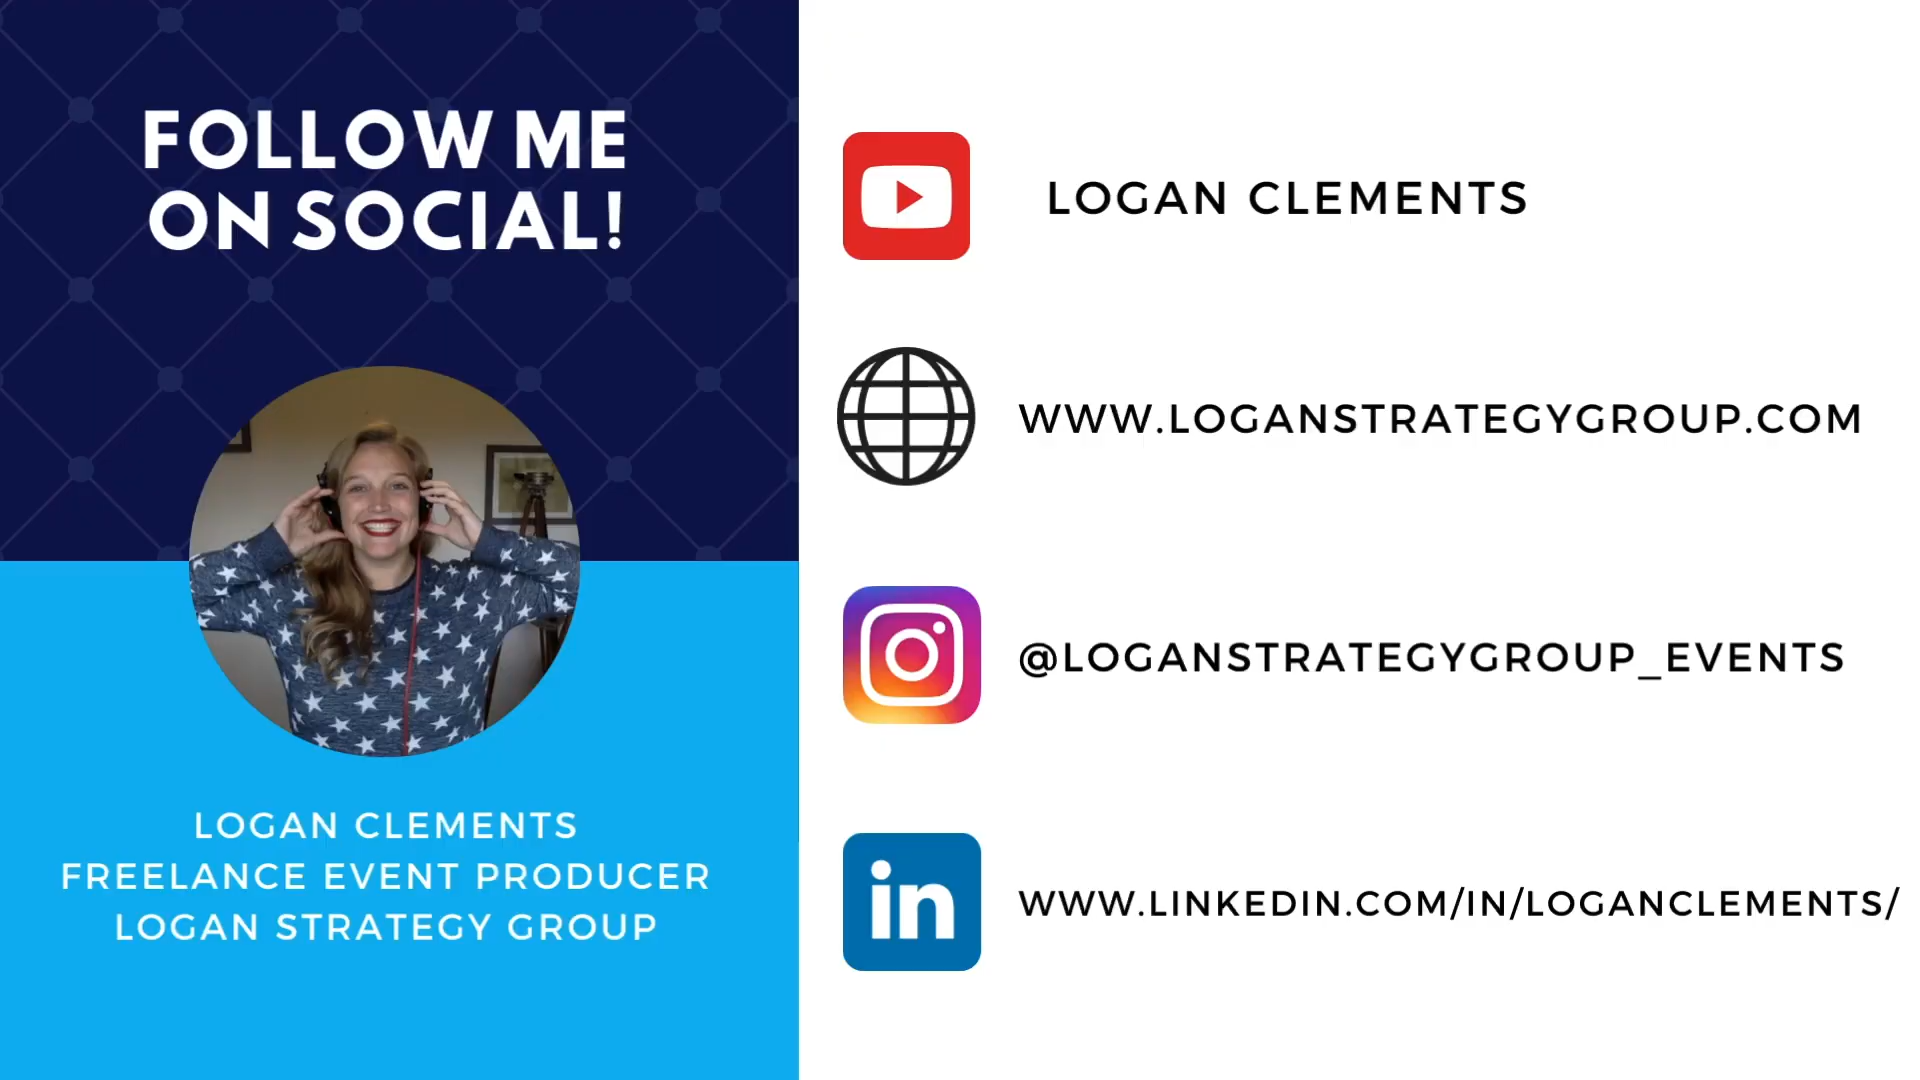 FOLLOW ME
ON SOCIAL!
LOGAN CLEMENTS
FREELANCE EVENT PRODUCER
LOGAN STRATEGY GROUP
LOGAN CLEMENTS
WWW.LOGANSTRATEGYGROUP.COM
@LOGANSTRATEGYGROUP_EVENTS
in
WWW.LINKEDIN.COM/IN/LOGANCLEMENTS/